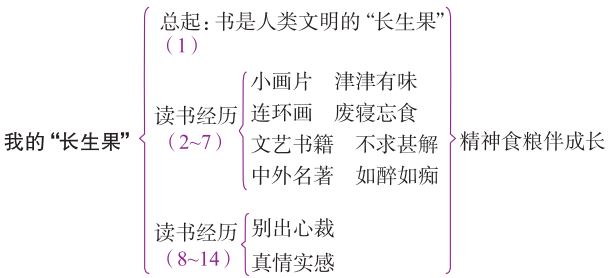 总起：书是人类文明的“长生果”
（1）
小画片 津津有味
读书经历 连环画 废寝忘食
（2~7） 文艺书籍 不求甚解
我的“长生果” 精神食粮伴成长
中外名著 如醉如痴
读书经历 别出心裁
（8~14） 真情实感